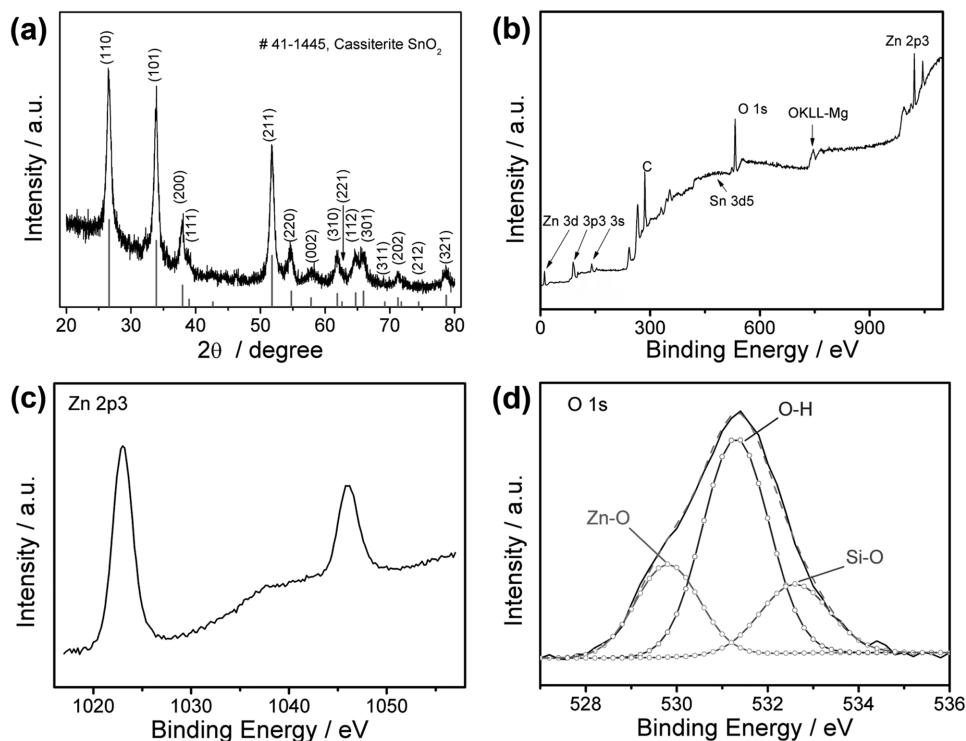 (a)
# 41-1445, Cassiterite SnO₂
(110)
(101)
(200)
(111)
(211)
(220)
(002)
(310)
(221)
(112)
(301)
(311)
(202)
(212)
(321)
Intensity / a.u.
20 30 40 50 60 70 80
2θ / degree
(b)
Zn 2p3
O 1s
OKLL-Mg
C
Sn 3d5
Zn 3d 3p3 3s
Intensity / a.u.
0 300 600 900
Binding Energy / eV
(c)
Zn 2p3
Intensity / a.u.
1020 1030 1040 1050
Binding Energy / eV
(d)
O 1s
O-H
Zn-O
Si-O
Intensity / a.u.
528 530 532 534 536
Binding Energy / eV